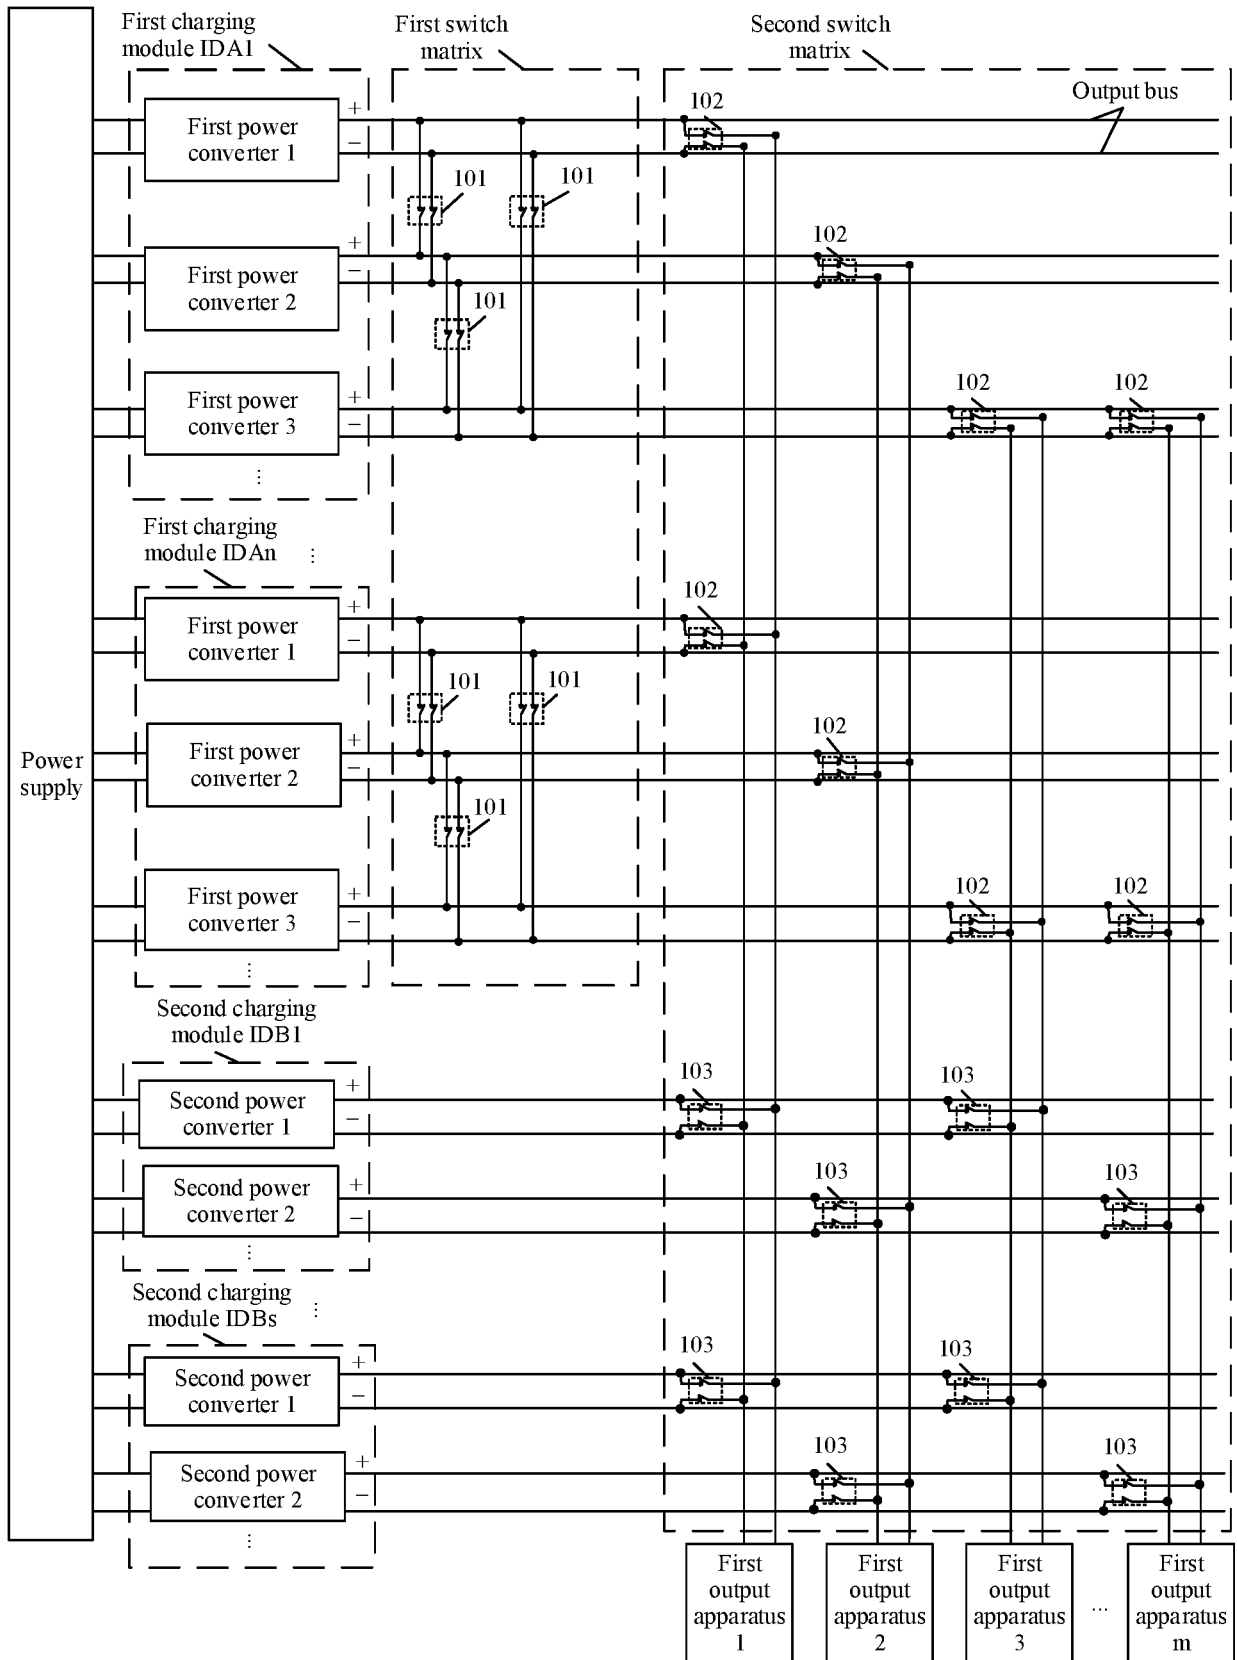 First charging
module IDA1
First switch
matrix
Second switch
matrix
Output bus
First power
converter 1
+
−
102
101
101
First power
converter 2
+
−
102
101
First power
converter 3
+
−
102
102
⋮
First charging
module IDAn
⋮
First power
converter 1
+
−
102
101
101
Power
supply
First power
converter 2
+
−
102
101
First power
converter 3
+
−
102
102
⋮
Second charging
module IDB1
Second power
converter 1
+
−
103
103
Second power
converter 2
+
−
103
103
⋮
Second charging
module IDBs
⋮
Second power
converter 1
+
−
103
103
Second power
converter 2
+
−
103
103
⋮
First
output
apparatus
1
First
output
apparatus
2
First
output
apparatus
3
...
First
output
apparatus
m